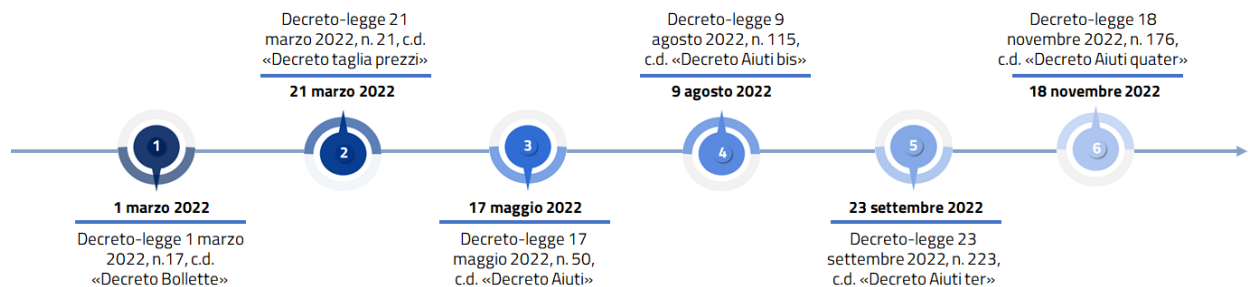 1
1 marzo 2022
Decreto-legge 1 marzo
2022, n.17, c.d.
«Decreto Bollette»
Decreto-legge 21
marzo 2022, n. 21, c.d.
«Decreto taglia prezzi»
21 marzo 2022
2
3
17 maggio 2022
Decreto-legge 17
maggio 2022, n. 50,
c.d. «Decreto Aiuti»
Decreto-legge 9
agosto 2022, n. 115,
c.d. «Decreto Aiuti bis»
9 agosto 2022
4
5
23 settembre 2022
Decreto-legge 23
settembre 2022, n. 223,
c.d. «Decreto Aiuti ter»
Decreto-legge 18
novembre 2022, n. 176,
c.d. «Decreto Aiuti quater»
18 novembre 2022
6